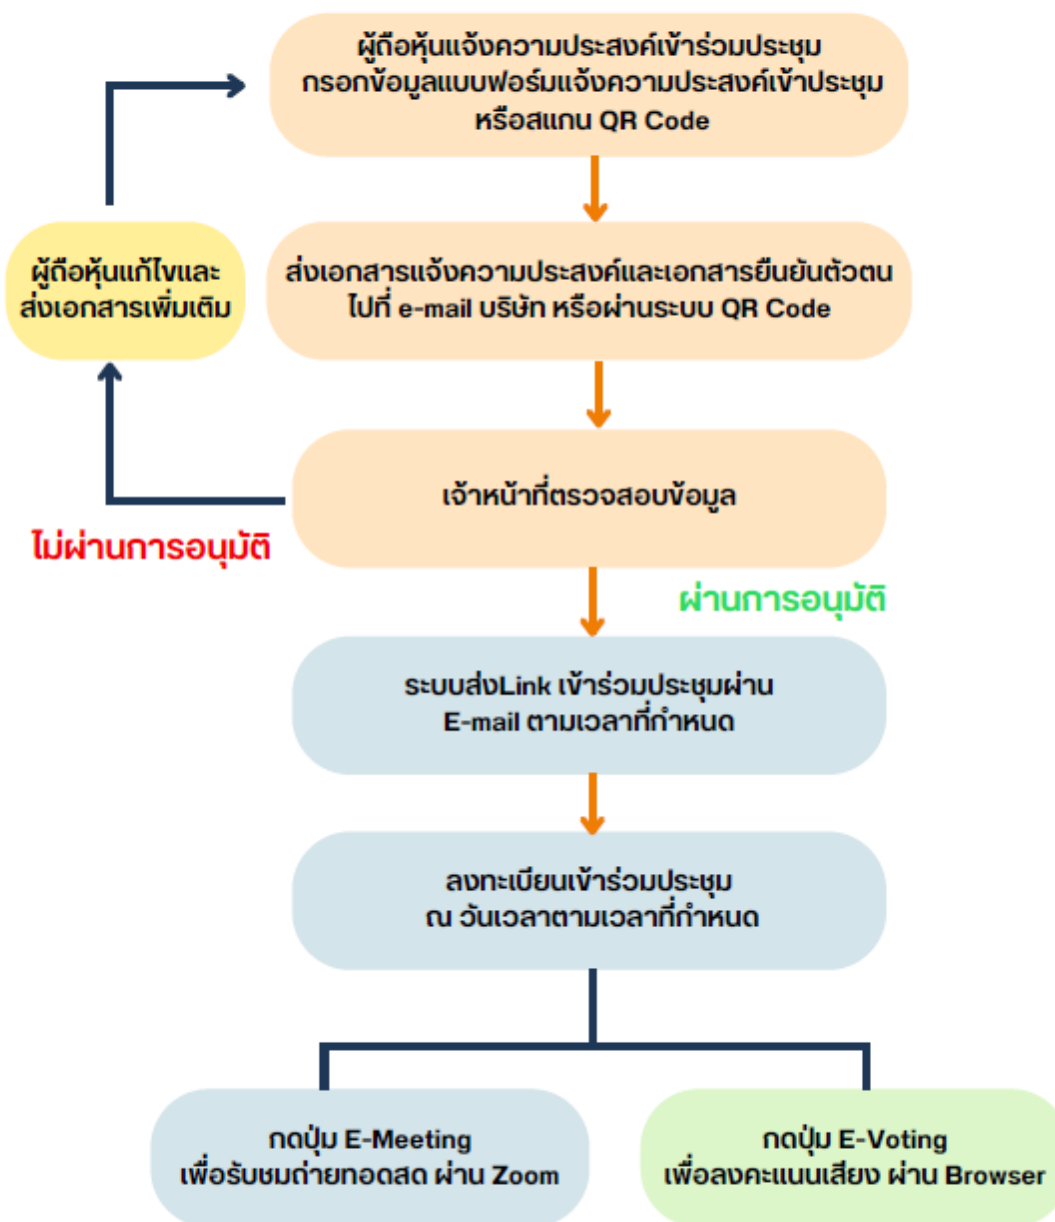 ผู้ถือหุ้นแจ้งความประสงค์เข้าร่วมประชุม
กรอกข้อมูลแบบฟอร์มแจ้งความประสงค์เข้าประชุม
หรือสแกน QR Code
ผู้ถือหุ้นแก้ไขและ
ส่งเอกสารเพิ่มเติม
ส่งเอกสารแจ้งความประสงค์และเอกสารยืนยันตัวตน
ไปที่ e-mail บริษัท หรือผ่านระบบ QR Code
เจ้าหน้าที่ตรวจสอบข้อมูล
ไม่ผ่านการอนุมัติ
ผ่านการอนุมัติ
ระบบส่งLink เข้าร่วมประชุมผ่าน
E-mail ตามเวลาที่กำหนด
ลงทะเบียนเข้าร่วมประชุม
ณ วันเวลาตามเวลาที่กำหนด
กดปุ่ม E-Meeting
เพื่อรับชมถ่ายทอดสด ผ่าน Zoom
กดปุ่ม E-Voting
เพื่อลงคะแนนเสียง ผ่าน Browser